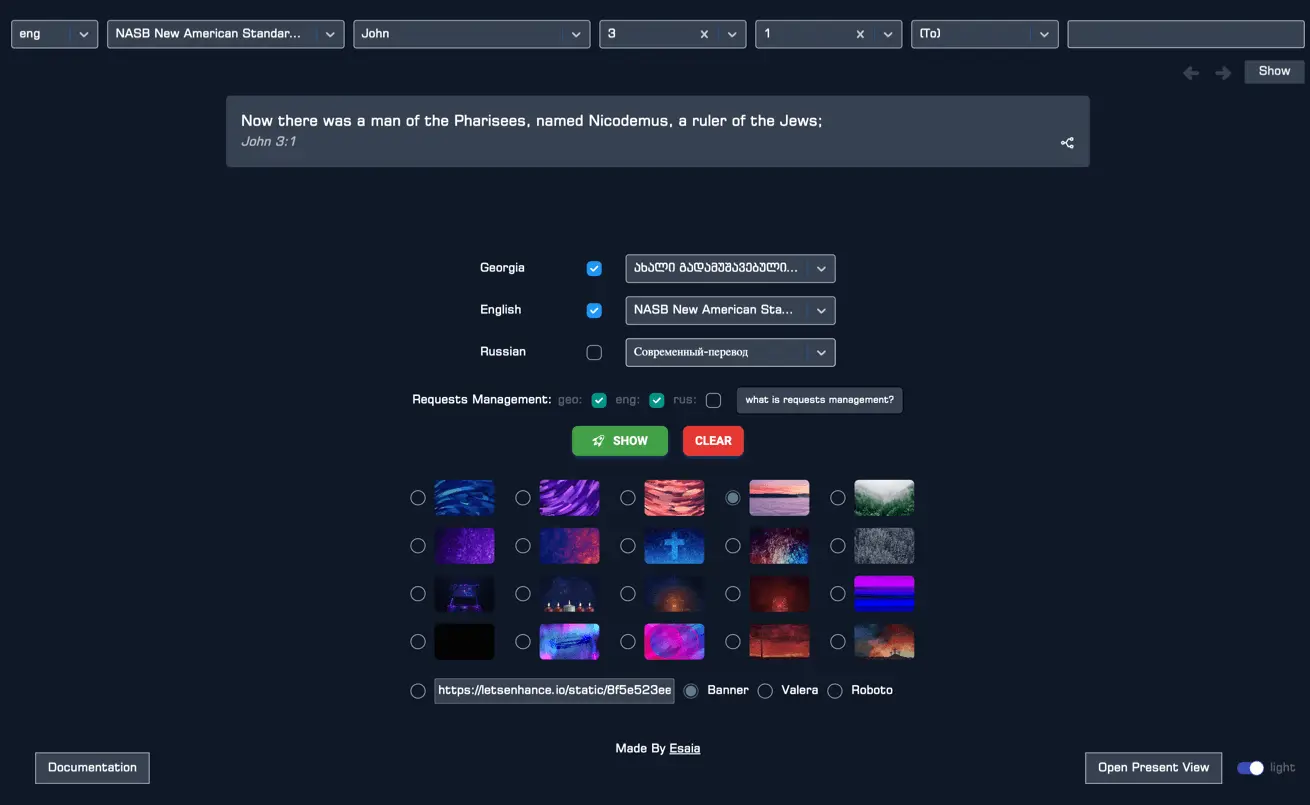 eng NASB New American Standar... John 3 1 (To)
Show
Now there was a man of the Pharisees, named Nicodemus, a ruler of the Jews;
John 3:1
Georgia ახალი გადამუშავებული...
English NASB New American Sta...
Russian Современный-перевод
Requests Management: geo: eng: rus: what is requests management?
SHOW CLEAR
https://letsenhance.io/static/8f5e523ee Banner Valera Roboto
Made By Esaia
Documentation Open Present View light